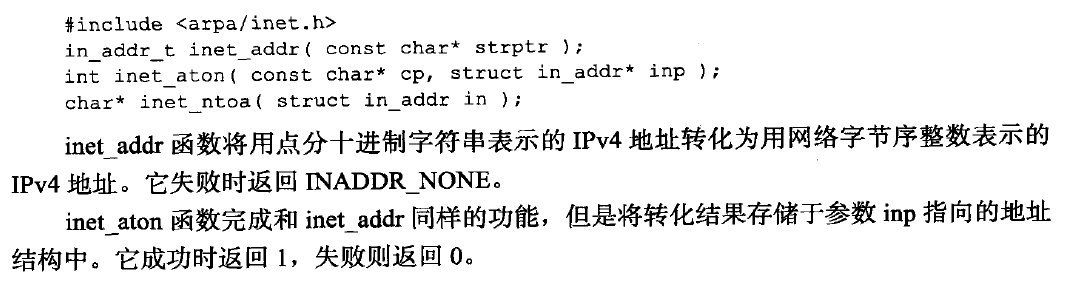 #include <arpa/inet.h>
in_addr_t inet_addr( const char* strptr );
int inet_aton( const char* cp, struct in_addr* inp );
char* inet_ntoa( struct in_addr in );
inet_addr 函数将用点分十进制字符串表示的 IPv4 地址转化为用网络字节序整数表示的
IPv4 地址。它失败时返回 INADDR_NONE。
inet_aton 函数完成和 inet_addr 同样的功能，但是将转化结果存储于参数 inp 指向的地址
结构中。它成功时返回 1，失败则返回 0。